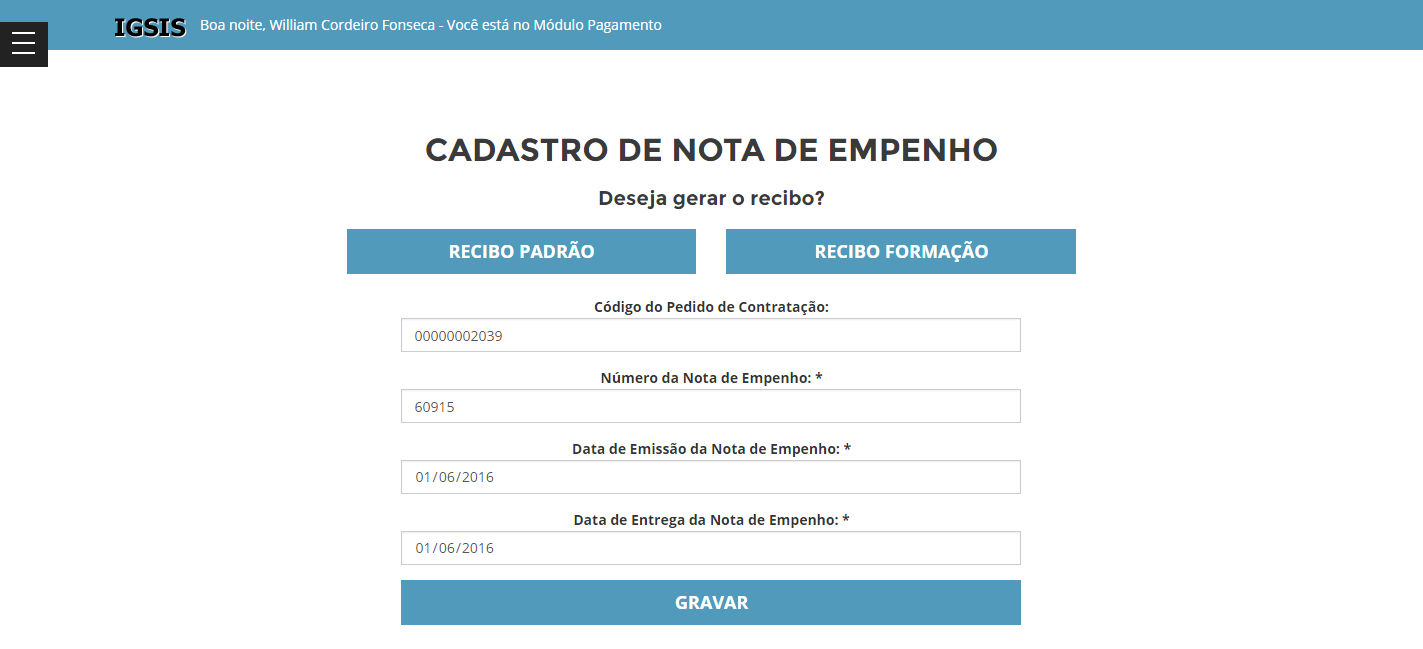 IGSIS Boa noite, William Cordeiro Fonseca - Você está no Módulo Pagamento
CADASTRO DE NOTA DE EMPENHO
Deseja gerar o recibo?
RECIBO PADRÃO RECIBO FORMAÇÃO
Código do Pedido de Contratação:
00000002039
Número da Nota de Empenho: *
60915
Data de Emissão da Nota de Empenho: *
01/06/2016
Data de Entrega da Nota de Empenho: *
01/06/2016
GRAVAR